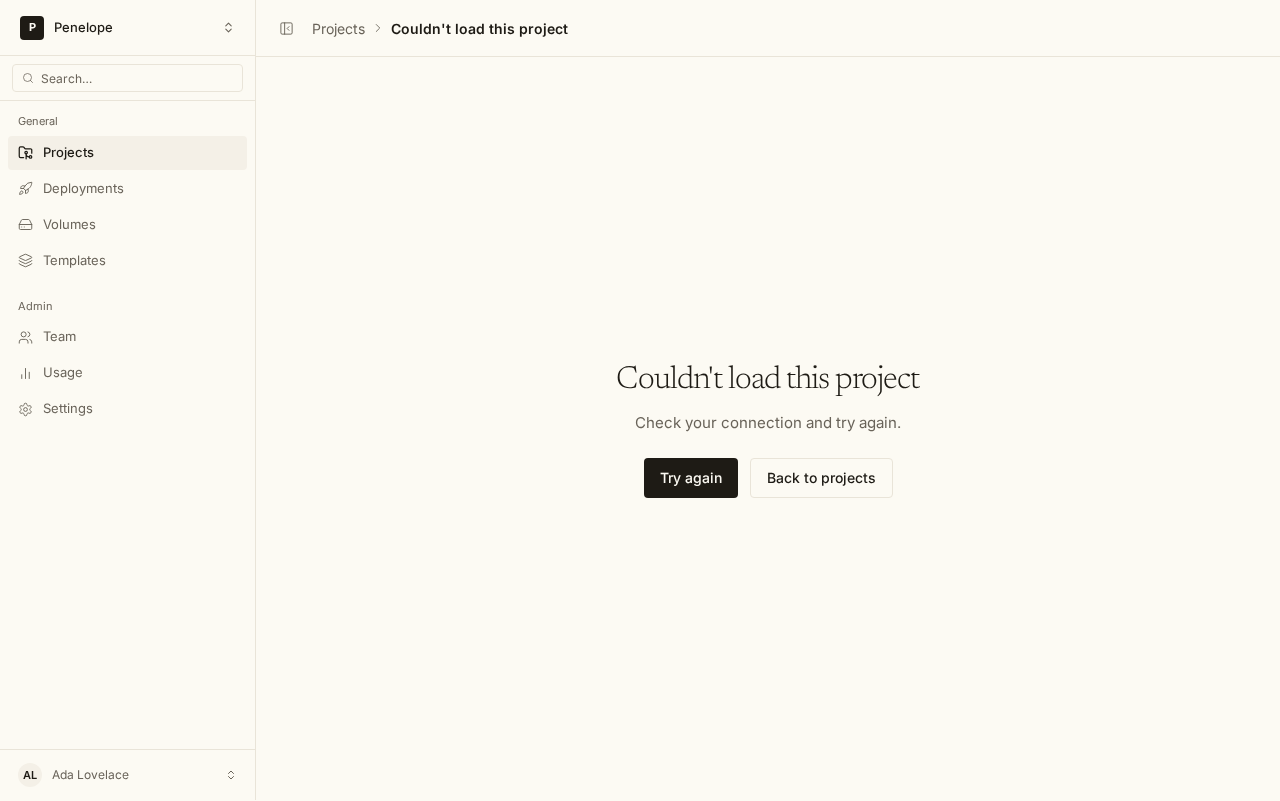 P Penelope
Search...
General
Projects
Deployments
Volumes
Templates
Admin
Team
Usage
Settings
AL Ada Lovelace
Projects Couldn't load this project
Couldn't load this project
Check your connection and try again.
Try again Back to projects